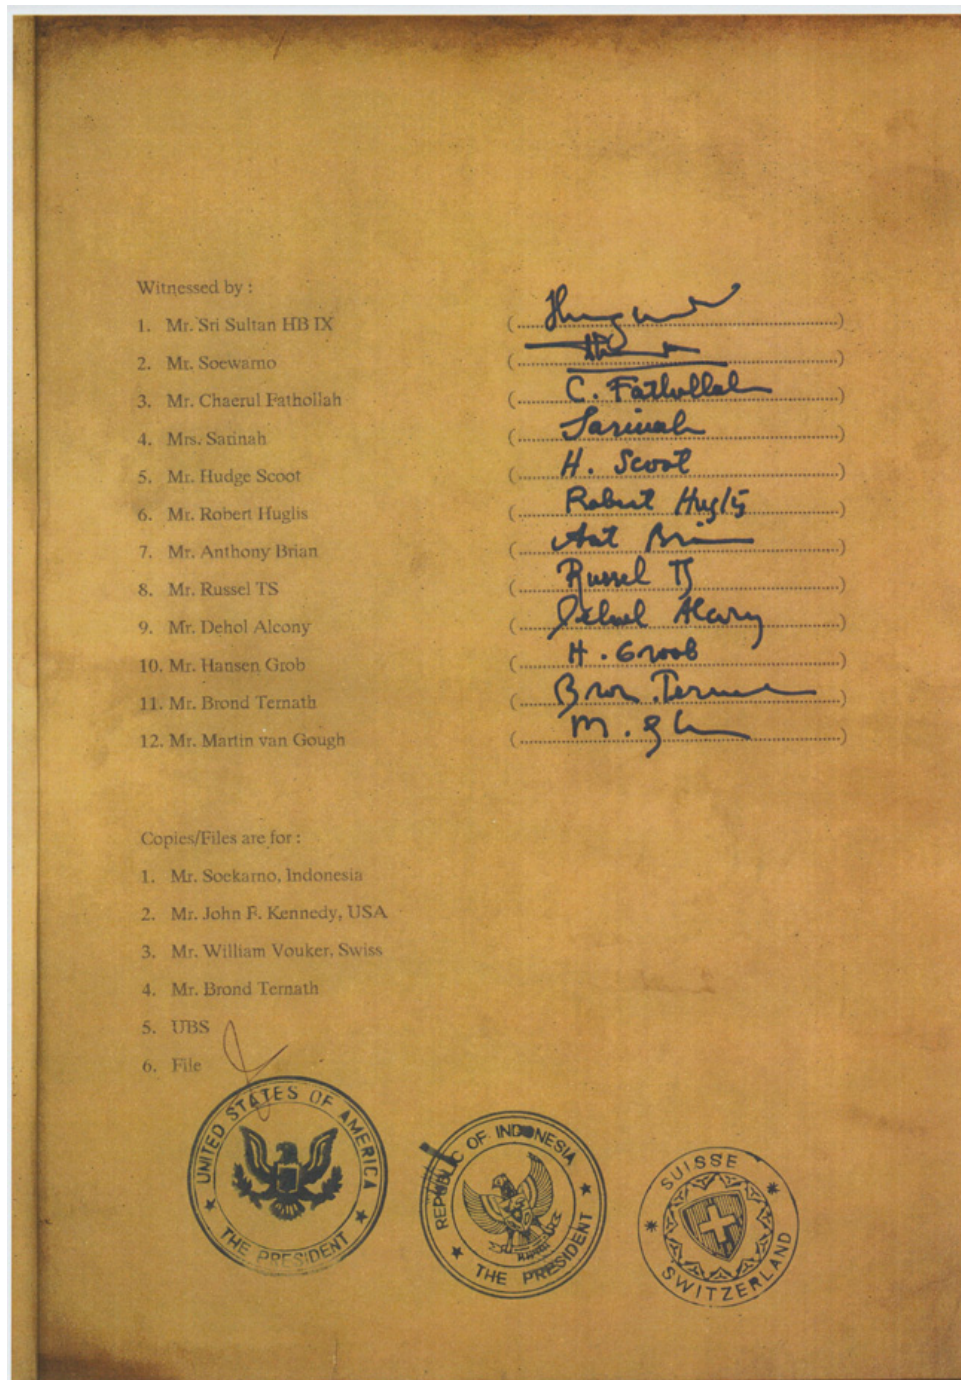 Witnessed by :
1. Mr. Sri Sultan HB IX (..........)
2. Mr. Soewarno (..........)
3. Mr. Chaerul Fathollah (..........) C. Fathollah
4. Mrs. Sarinah (..........) Sarinah
5. Mr. Hudge Scoot (..........) H. Scoot
6. Mr. Robert Huglis (..........) Robert Huglis
7. Mr. Anthony Brian (..........)
8. Mr. Russel TS (..........) Russel TS
9. Mr. Dehol Alcony (..........)
10. Mr. Hansen Grob (..........) H. Groob
11. Mr. Brond Ternath (..........)
12. Mr. Martin van Gough (..........)
Copies/Files are for :
1. Mr. Soekarno, Indonesia
2. Mr. John F. Kennedy, USA
3. Mr. William Vouker, Swiss
4. Mr. Brond Ternath
5. UBS
6. File
UNITED STATES OF AMERICA
THE PRESIDENT
REPUBLIC OF INDONESIA
THE PRESIDENT
SUISSE
SWITZERLAND